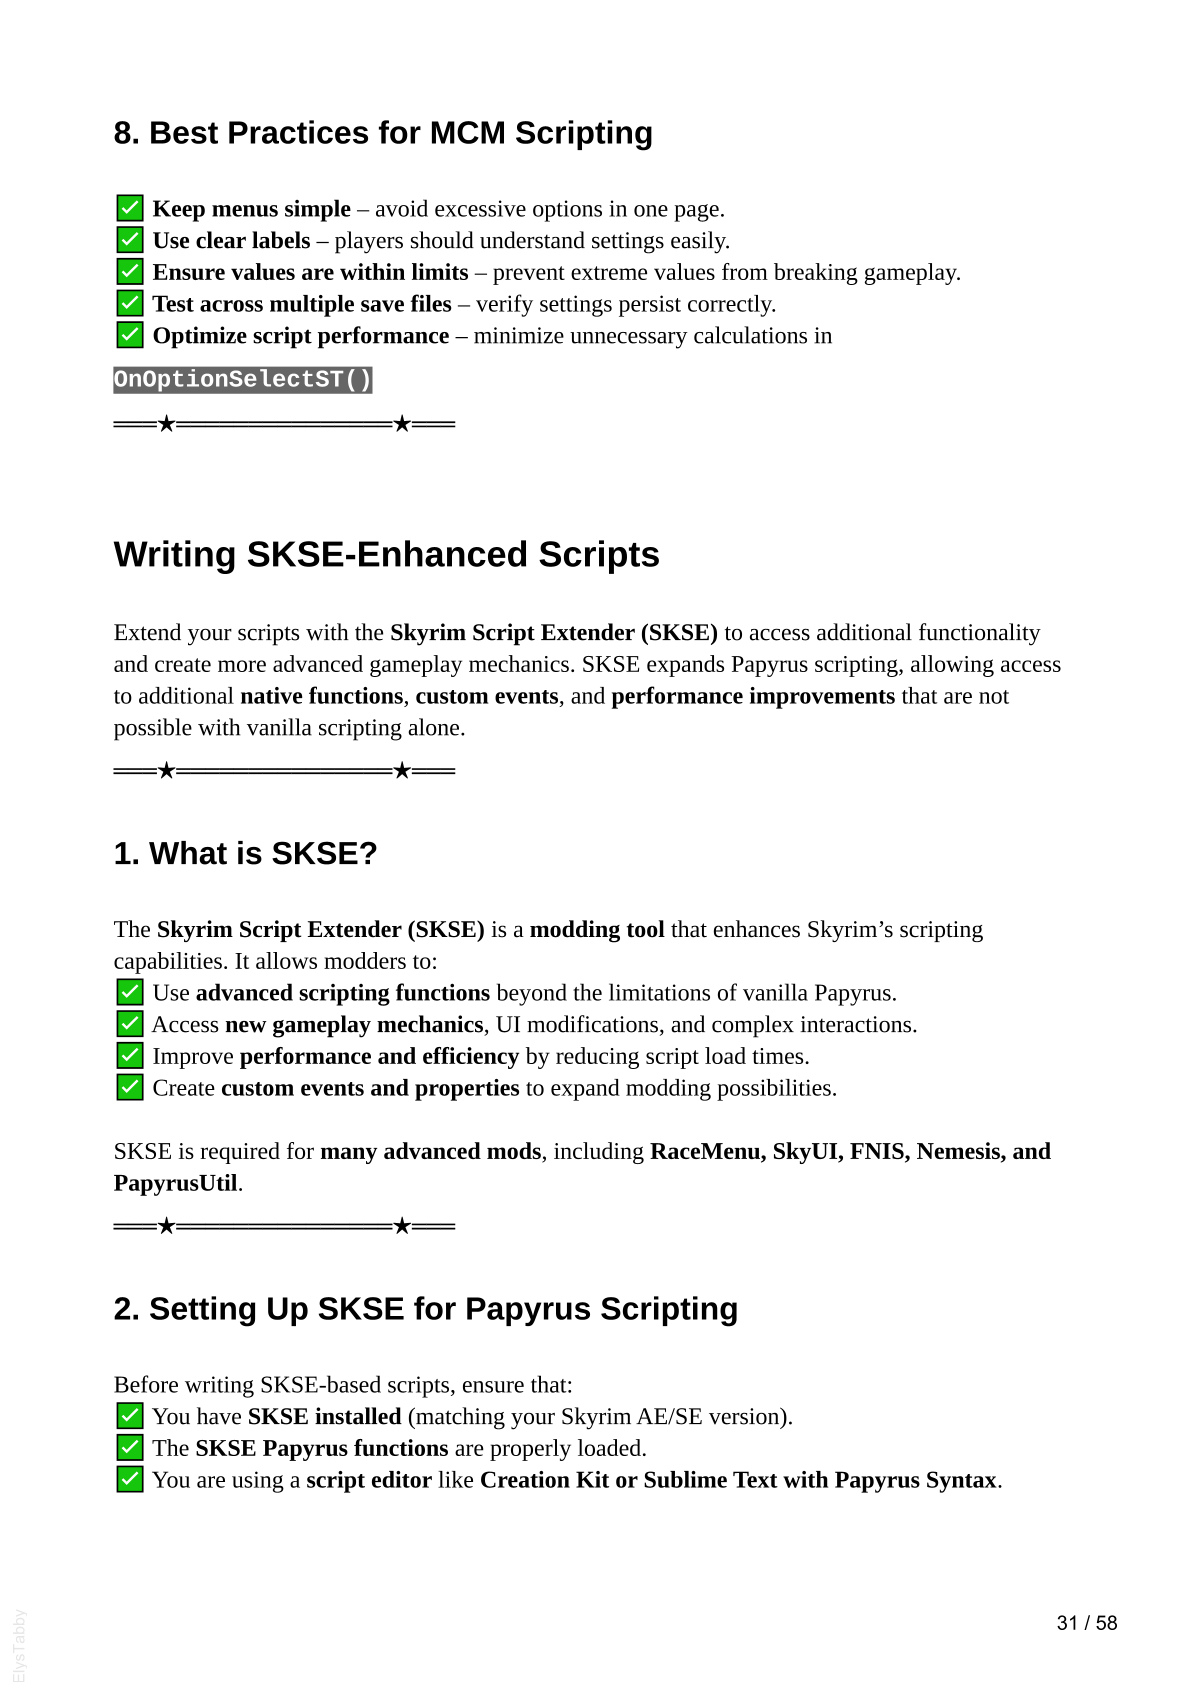 8. Best Practices for MCM Scripting
✅ Keep menus simple – avoid excessive options in one page.
✅ Use clear labels – players should understand settings easily.
✅ Ensure values are within limits – prevent extreme values from breaking gameplay.
✅ Test across multiple save files – verify settings persist correctly.
✅ Optimize script performance – minimize unnecessary calculations in
OnOptionSelectST()
═══★═══════════════★═══
Writing SKSE-Enhanced Scripts
Extend your scripts with the Skyrim Script Extender (SKSE) to access additional functionality
and create more advanced gameplay mechanics. SKSE expands Papyrus scripting, allowing access
to additional native functions, custom events, and performance improvements that are not
possible with vanilla scripting alone.
═══★═══════════════★═══
1. What is SKSE?
The Skyrim Script Extender (SKSE) is a modding tool that enhances Skyrim’s scripting
capabilities. It allows modders to:
✅ Use advanced scripting functions beyond the limitations of vanilla Papyrus.
✅ Access new gameplay mechanics, UI modifications, and complex interactions.
✅ Improve performance and efficiency by reducing script load times.
✅ Create custom events and properties to expand modding possibilities.
SKSE is required for many advanced mods, including RaceMenu, SkyUI, FNIS, Nemesis, and
PapyrusUtil.
═══★═══════════════★═══
2. Setting Up SKSE for Papyrus Scripting
Before writing SKSE-based scripts, ensure that:
✅ You have SKSE installed (matching your Skyrim AE/SE version).
✅ The SKSE Papyrus functions are properly loaded.
✅ You are using a script editor like Creation Kit or Sublime Text with Papyrus Syntax.
31 / 58
ElysTabby